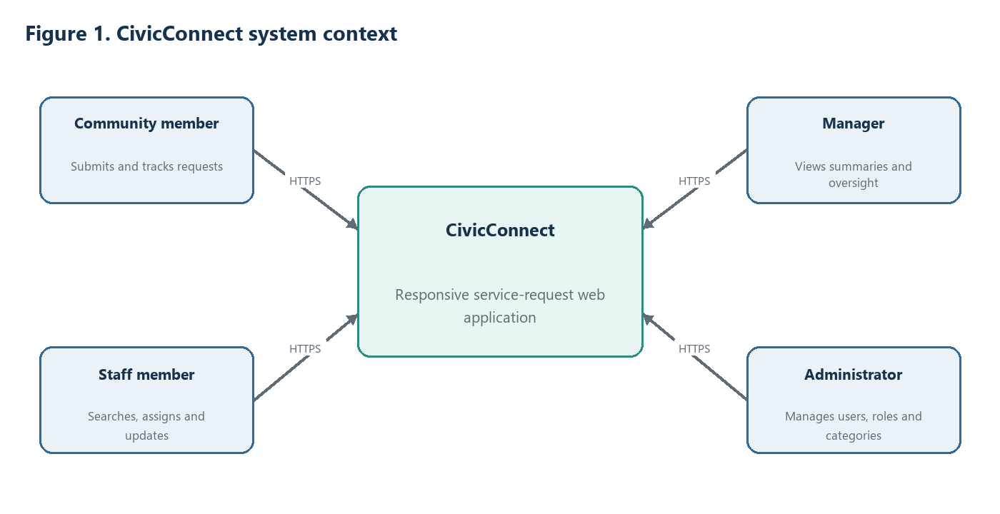 Figure 1. CivicConnect system context
Community member
Submits and tracks requests
Manager
Views summaries and
oversight
HTTPS
HTTPS
CivicConnect
Responsive service-request web
application
HTTPS
HTTPS
Staff member
Searches, assigns and
updates
Administrator
Manages users, roles and
categories